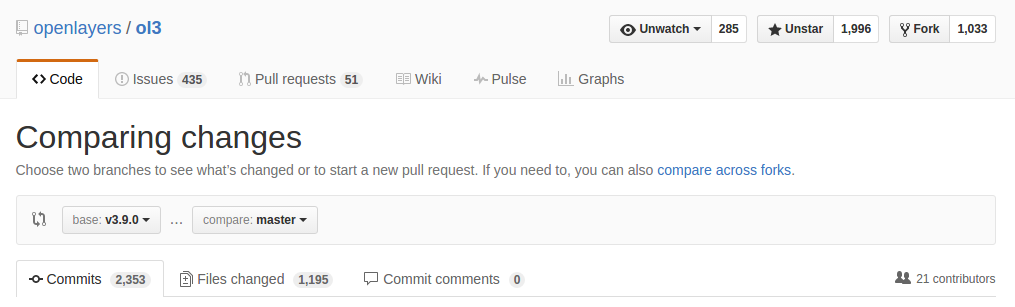 openlayers / ol3 Unwatch 285 Unstar 1,996 Fork 1,033
Code Issues 435 Pull requests 51 Wiki Pulse Graphs
Comparing changes
Choose two branches to see what's changed or to start a new pull request. If you need to, you can also compare across forks.
base: v3.9.0 ... compare: master
Commits 2,353 Files changed 1,195 Commit comments 0 21 contributors